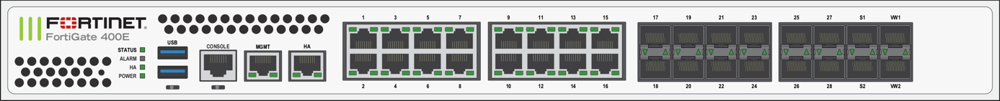 FORTINET
FortiGate 400E
STATUS
ALARM
HA
POWER
USB
CONSOLE
MGMT
HA
1 3 5 7
2 4 6 8
9 11 13 15
10 12 14 16
17 19 21 23
18 20 22 24
25 27 S1 VW1
26 28 S2 VW2